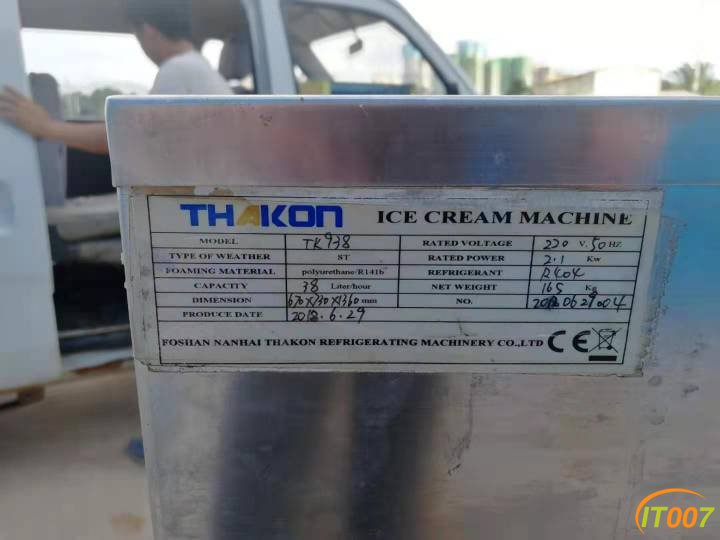 THAKON ICE CREAM MACHINE
MODEL TK938 RATED VOLTAGE 220 V. 50 HZ
TYPE OF WEATHER ST RATED POWER 2.1 Kw
FOAMING MATERIAL polyurethane/R141b REFRIGERANT R404
CAPACITY 38 Liter/hour NET WEIGHT 165 Kg
DIMENSION mm NO.
PRODUCE DATE 2018.6.29
FOSHAN NANHAI THAKON REFRIGERATING MACHINERY CO.,LTD CE
IT007